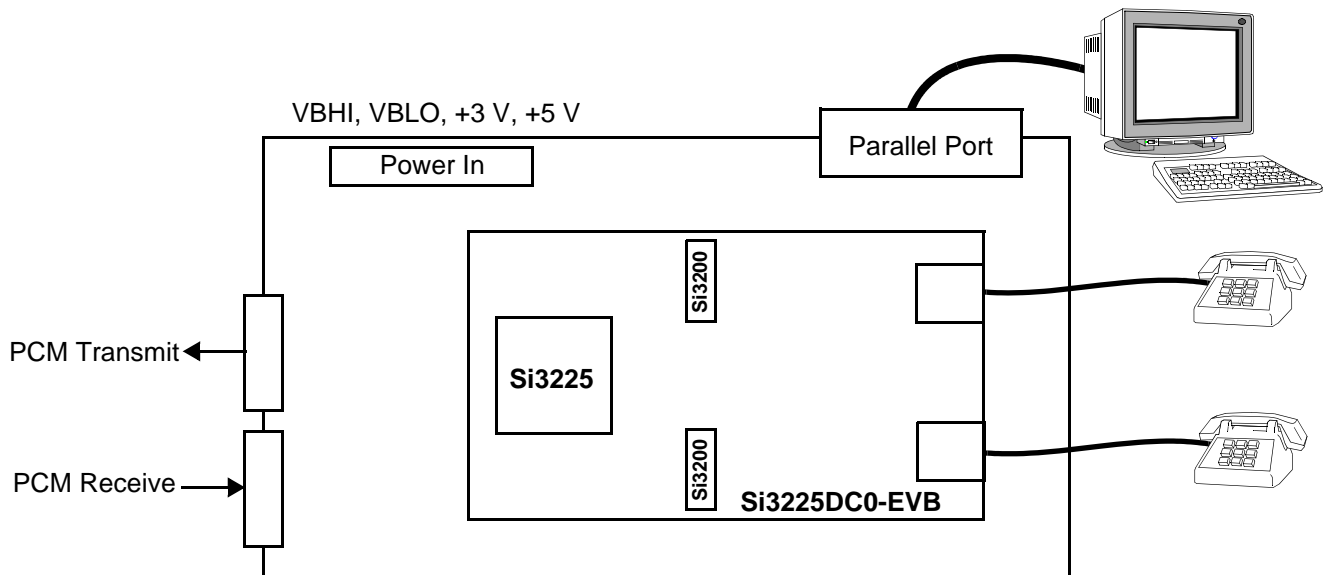 VBHI, VBLO, +3 V, +5 V
Power In
Parallel Port
Si3200
PCM Transmit
Si3225
PCM Receive
Si3200
Si3225DC0-EVB